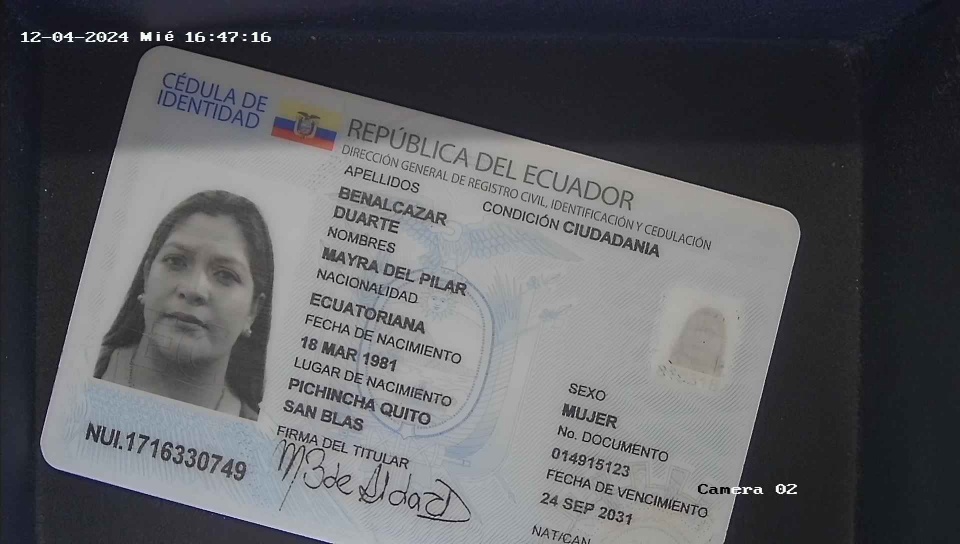 12-04-2024 Mié 16:47:16
CÉDULA DE
IDENTIDAD
REPÚBLICA DEL ECUADOR
DIRECCIÓN GENERAL DE REGISTRO CIVIL, IDENTIFICACIÓN Y CEDULACIÓN
APELLIDOS
BENALCAZAR
DUARTE
CONDICIÓN CIUDADANIA
NOMBRES
MAYRA DEL PILAR
NACIONALIDAD
ECUATORIANA
FECHA DE NACIMIENTO
18 MAR 1981
LUGAR DE NACIMIENTO
PICHINCHA QUITO
SAN BLAS
FIRMA DEL TITULAR
SEXO
MUJER
No. DOCUMENTO
014915123
FECHA DE VENCIMIENTO
24 SEP 2031
NAT/CAN
NUI.1716330749
Camera 02